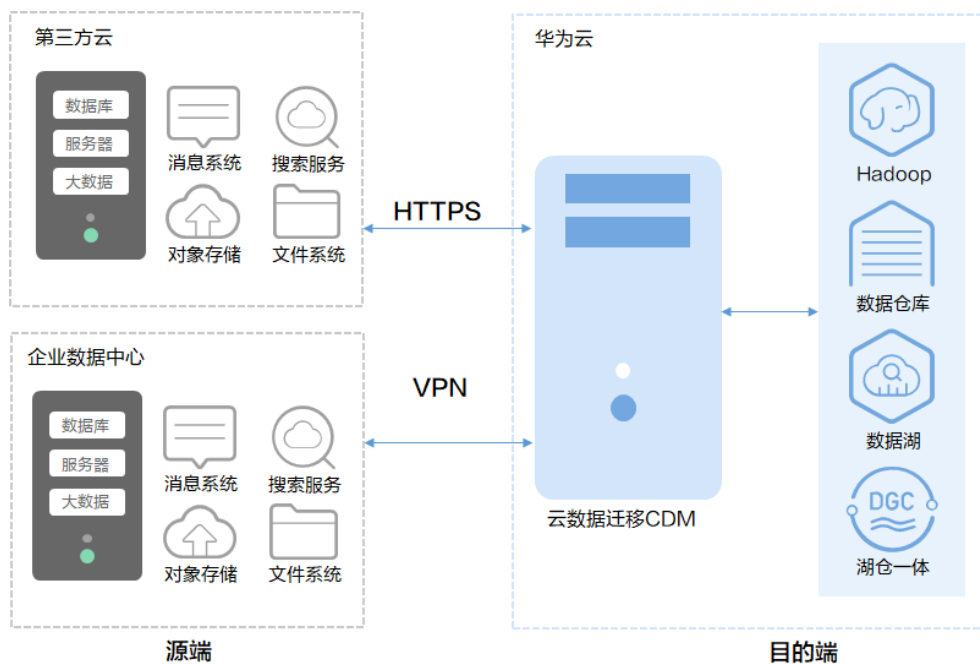 第三方云
数据库
服务器
大数据
消息系统
搜索服务
对象存储
文件系统
企业数据中心
数据库
服务器
大数据
消息系统
搜索服务
对象存储
文件系统
源端
HTTPS
VPN
华为云
云数据迁移CDM
Hadoop
数据仓库
数据湖
DGC
湖仓一体
目的端